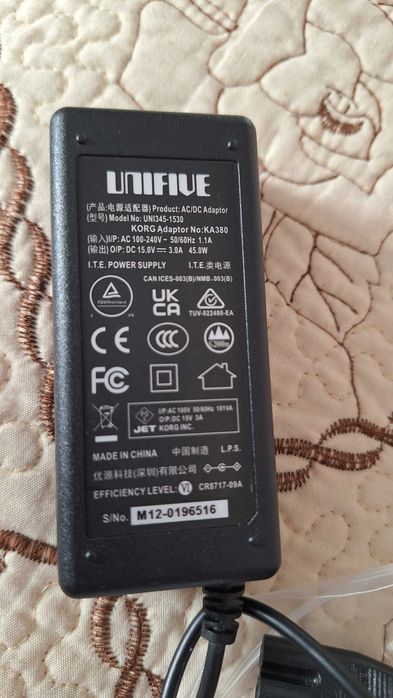 UNIFIVE
(产品:电源适配器) Product: AC/DC Adaptor
(型号) Model No: UNI345-1530
KORG Adaptor No:KA380
(输入)I/P: AC 100-240V~ 50/60Hz 1.1A
(输出) O/P: DC 15.0V⎓ 3.0A 45.0W
I.T.E. POWER SUPPLY I.T.E. 类电源
CAN ICES-003(B)/NMB-003(B)
TÜVRheinland
UK
CA
TUV-022480-EA
CE
CCC
≤2000m
FC
I/P:AC 100V 50/60Hz 101VA
O/P:DC 15V 3A
JET KORG INC.
MADE IN CHINA 中国制造 L.P.S.
优源科技(深圳)有限公司
EFFICIENCY LEVEL: VI CR8717-09A
S/No. M12-0196516